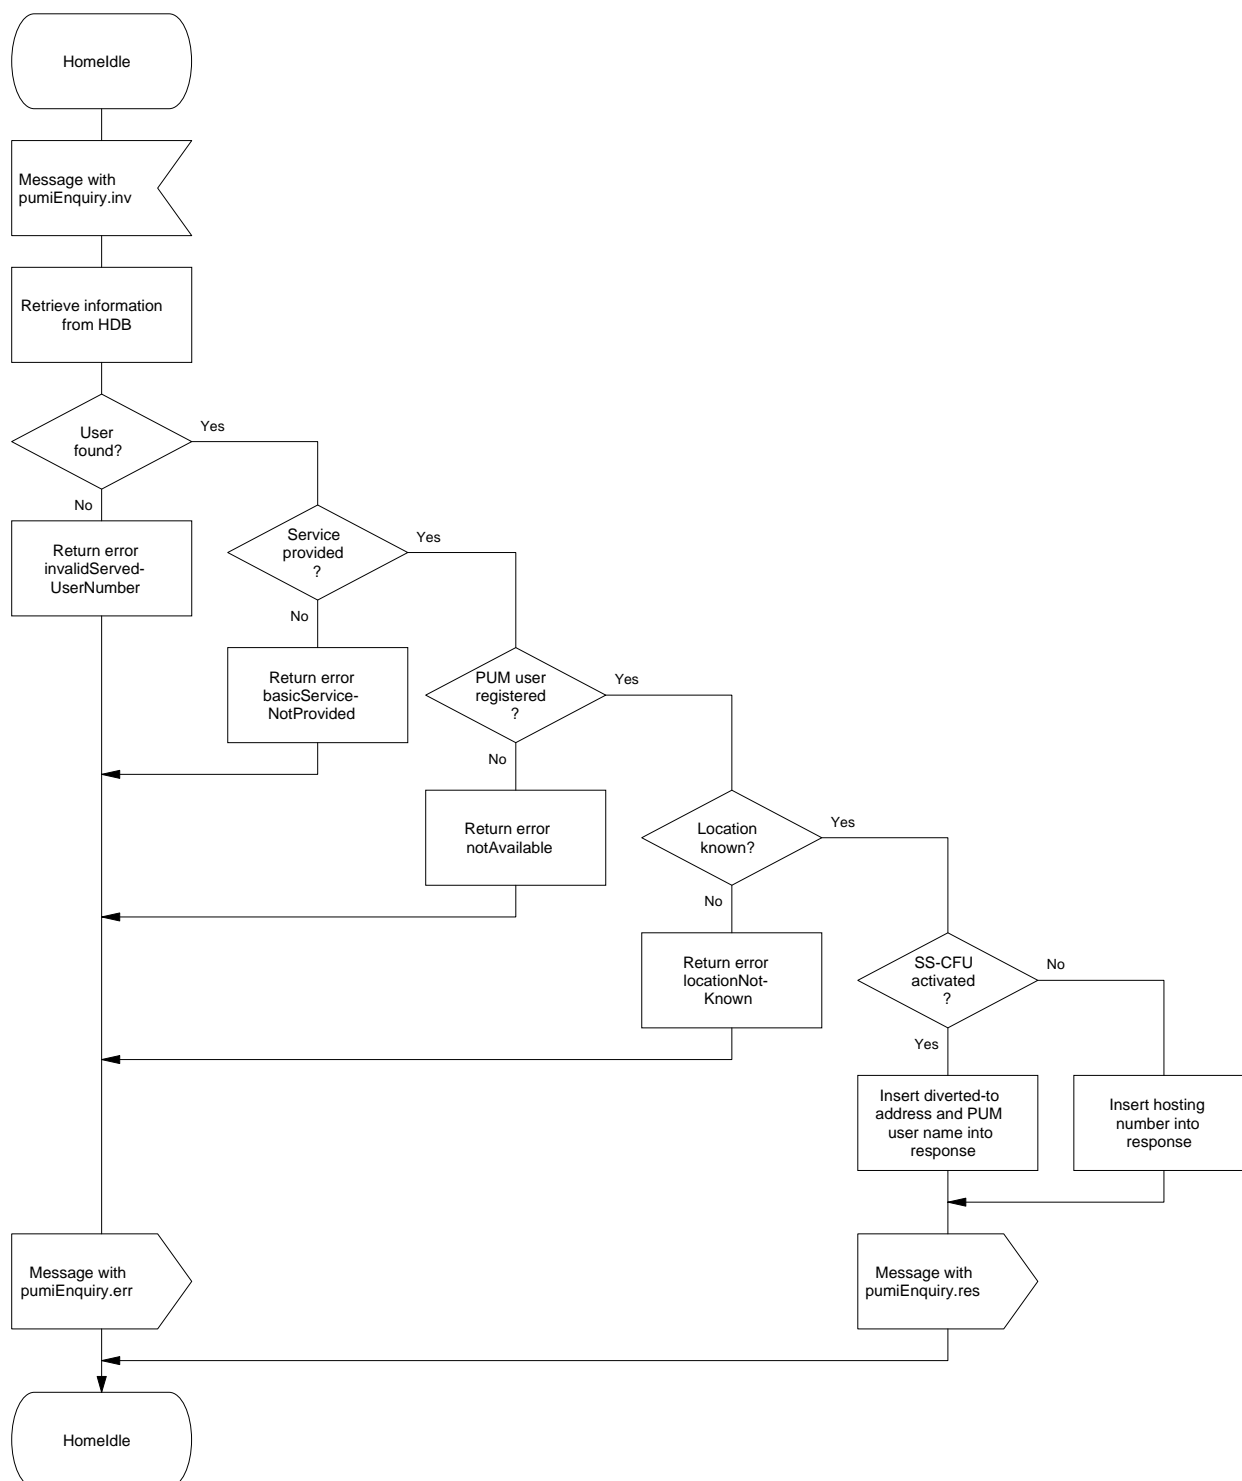 HomeIdle
Message with
pumiEnquiry.inv
Retrieve information
from HDB
User
found?
Yes
No
Return error
invalidServed-
UserNumber
Service
provided
?
Yes
No
Return error
basicService-
NotProvided
PUM user
registered
?
Yes
No
Return error
notAvailable
Location
known?
Yes
No
Return error
locationNot-
Known
SS-CFU
activated
?
No
Yes
Insert diverted-to
address and PUM
user name into
response
Insert hosting
number into
response
Message with
pumiEnquiry.err
Message with
pumiEnquiry.res
HomeIdle